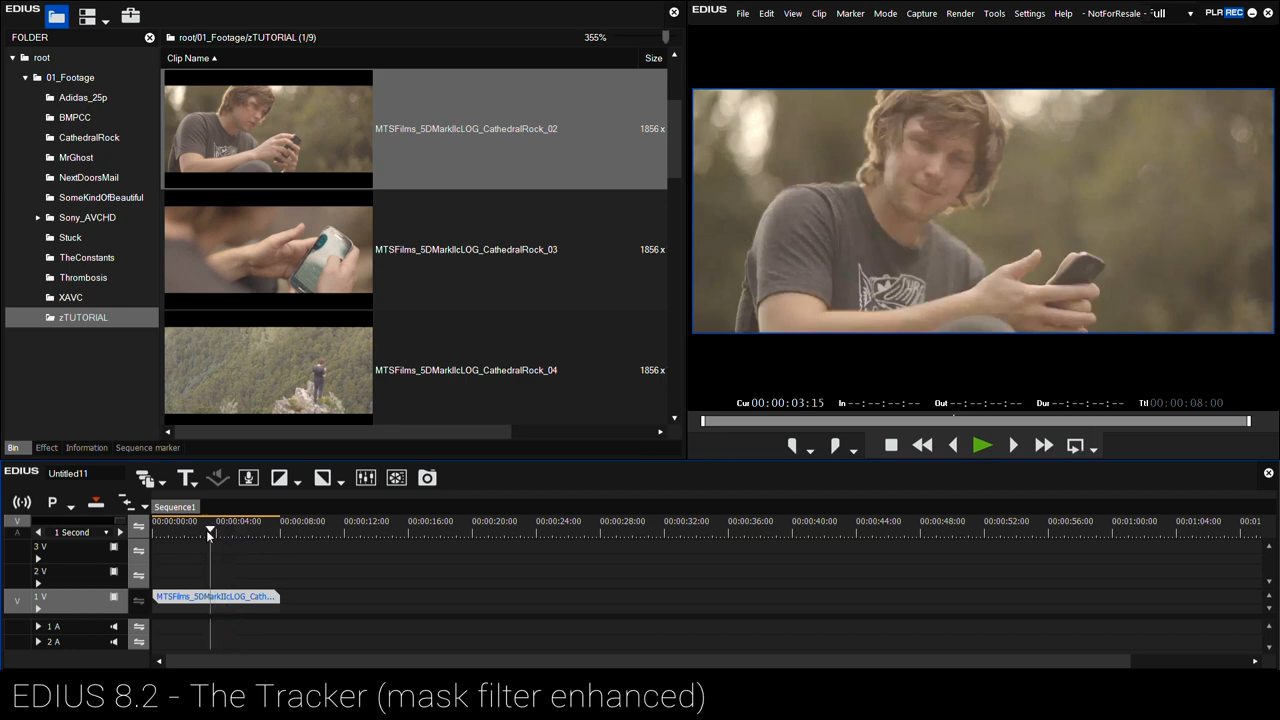 EDIUS
FOLDER
root/01_Footage/zTUTORIAL (1/9)
355%
root
01_Footage
Adidas_25p
BMPCC
CathedralRock
MrGhost
NextDoorsMail
SomeKindOfBeautiful
Sony_AVCHD
Stuck
TheConstants
Thrombosis
XAVC
zTUTORIAL
Clip Name
Size
MTSFilms_5DMarkIIcLOG_CathedralRock_02
1856 x
MTSFilms_5DMarkIIcLOG_CathedralRock_03
1856 x
MTSFilms_5DMarkIIcLOG_CathedralRock_04
1856 x
Bin Effect Information Sequence marker
EDIUS File Edit View Clip Marker Mode Capture Render Tools Settings Help - NotForResale - PLR REC
Cur 00:00:03:15 In --:--:--:-- Out --:--:--:-- Dur --:--:--:-- Ttl 00:00:08:00
EDIUS Untitled11
Sequence1
V
A
1 Second
00:00:00:00 00:00:04:00 00:00:08:00 00:00:12:00 00:00:16:00 00:00:20:00 00:00:24:00 00:00:28:00 00:00:32:00 00:00:36:00 00:00:40:00 00:00:44:00 00:00:48:00 00:00:52:00 00:00:56:00 00:01:00:00 00:01:04:00 00:01
3 V
2 V
V 1 V
MTSFilms_5DMarkIIcLOG_Cath...
1 A
2 A
EDIUS 8.2 - The Tracker (mask filter enhanced)